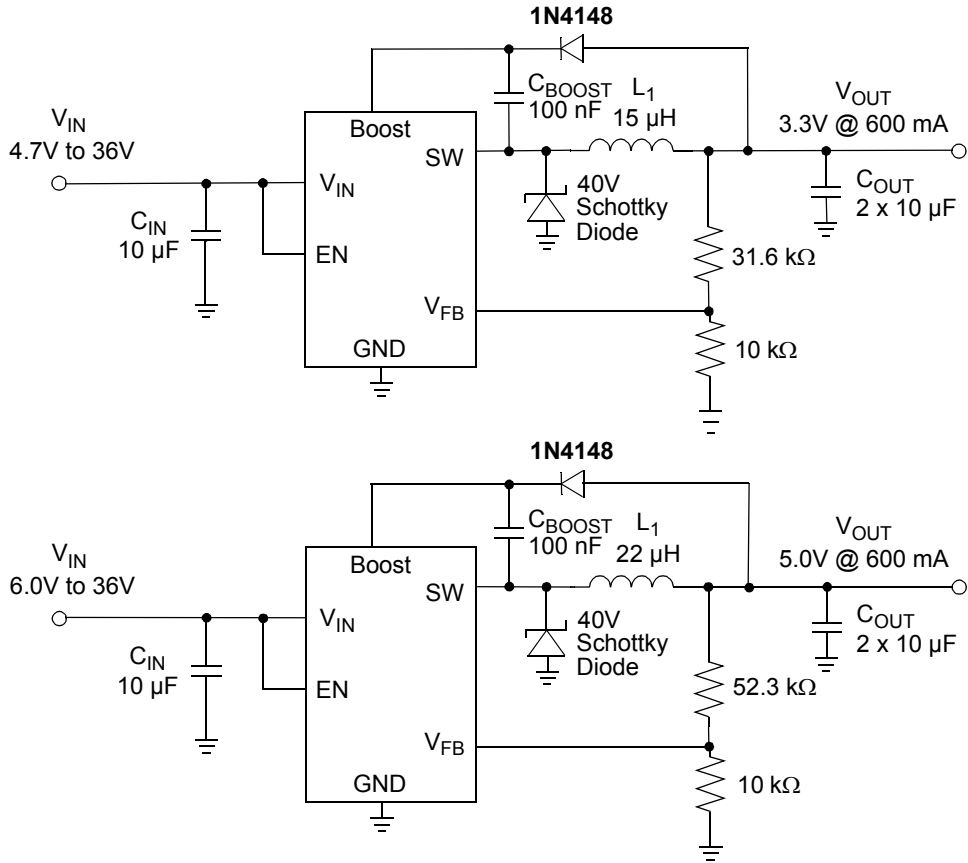 1N4148
C_BOOST
100 nF
L_1
15 µH
V_IN
4.7V to 36V
Boost
SW
V_OUT
3.3V @ 600 mA
V_IN
C_IN
10 µF
40V
Schottky
Diode
C_OUT
2 x 10 µF
EN
31.6 kΩ
V_FB
GND
10 kΩ
1N4148
C_BOOST
100 nF
L_1
22 µH
V_IN
6.0V to 36V
Boost
SW
V_OUT
5.0V @ 600 mA
V_IN
C_IN
10 µF
40V
Schottky
Diode
C_OUT
2 x 10 µF
EN
52.3 kΩ
V_FB
GND
10 kΩ